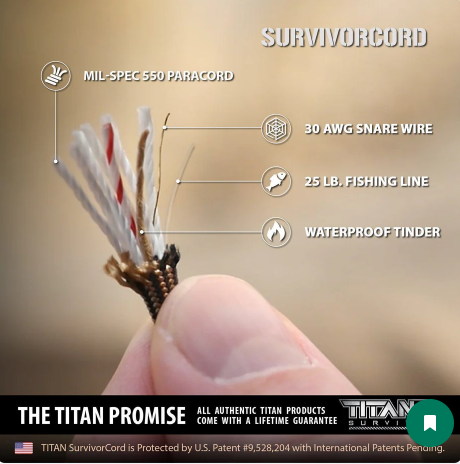 SURVIVORCORD
MIL-SPEC 550 PARACORD
30 AWG SNARE WIRE
25 LB. FISHING LINE
WATERPROOF TINDER
THE TITAN PROMISE
ALL AUTHENTIC TITAN PRODUCTS
COME WITH A LIFETIME GUARANTEE
TITAN
TITAN SurvivorCord is Protected by U.S. Patent #9,528,204 with International Patents Pending.